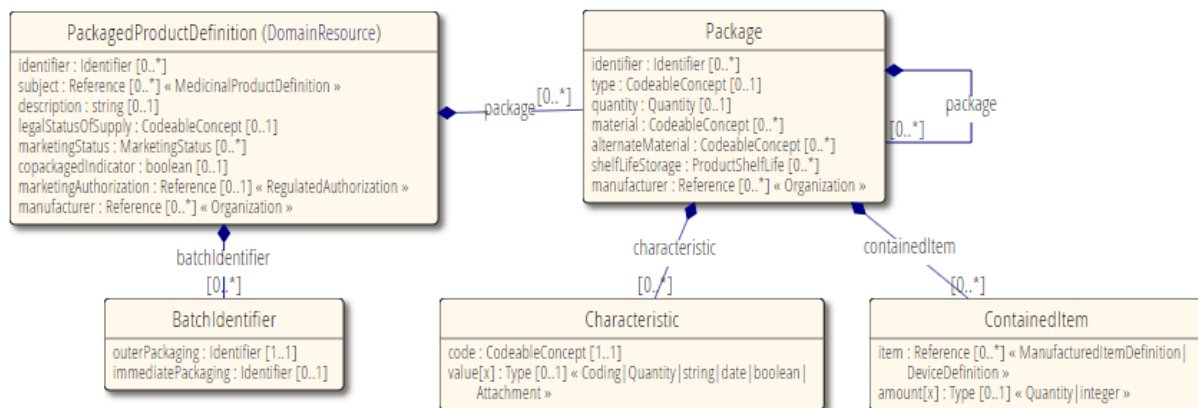 PackagedProductDefinition (DomainResource)
identifier : Identifier [0..*]
subject : Reference [0..*] « MedicinalProductDefinition »
description : string [0..1]
legalStatusOfSupply : CodeableConcept [0..1]
marketingStatus : MarketingStatus [0..*]
copackagedIndicator : boolean [0..1]
marketingAuthorization : Reference [0..1] « RegulatedAuthorization »
manufacturer : Reference [0..*] « Organization »
package
[0..*]
Package
identifier : Identifier [0..*]
type : CodeableConcept [0..1]
quantity : Quantity [0..1]
material : CodeableConcept [0..*]
alternateMaterial : CodeableConcept [0..*]
shelfLifeStorage : ProductShelfLife [0..*]
manufacturer : Reference [0..*] « Organization »
package
[0..*]
batchIdentifier
[0..*]
characteristic
[0..*]
containedItem
[0..*]
BatchIdentifier
outerPackaging : Identifier [1..1]
immediatePackaging : Identifier [0..1]
Characteristic
code : CodeableConcept [1..1]
value[x] : Type [0..1] « Coding|Quantity|string|date|boolean|
Attachment »
ContainedItem
item : Reference [0..*] « ManufacturedItemDefinition|
DeviceDefinition »
amount[x] : Type [0..1] « Quantity|integer »